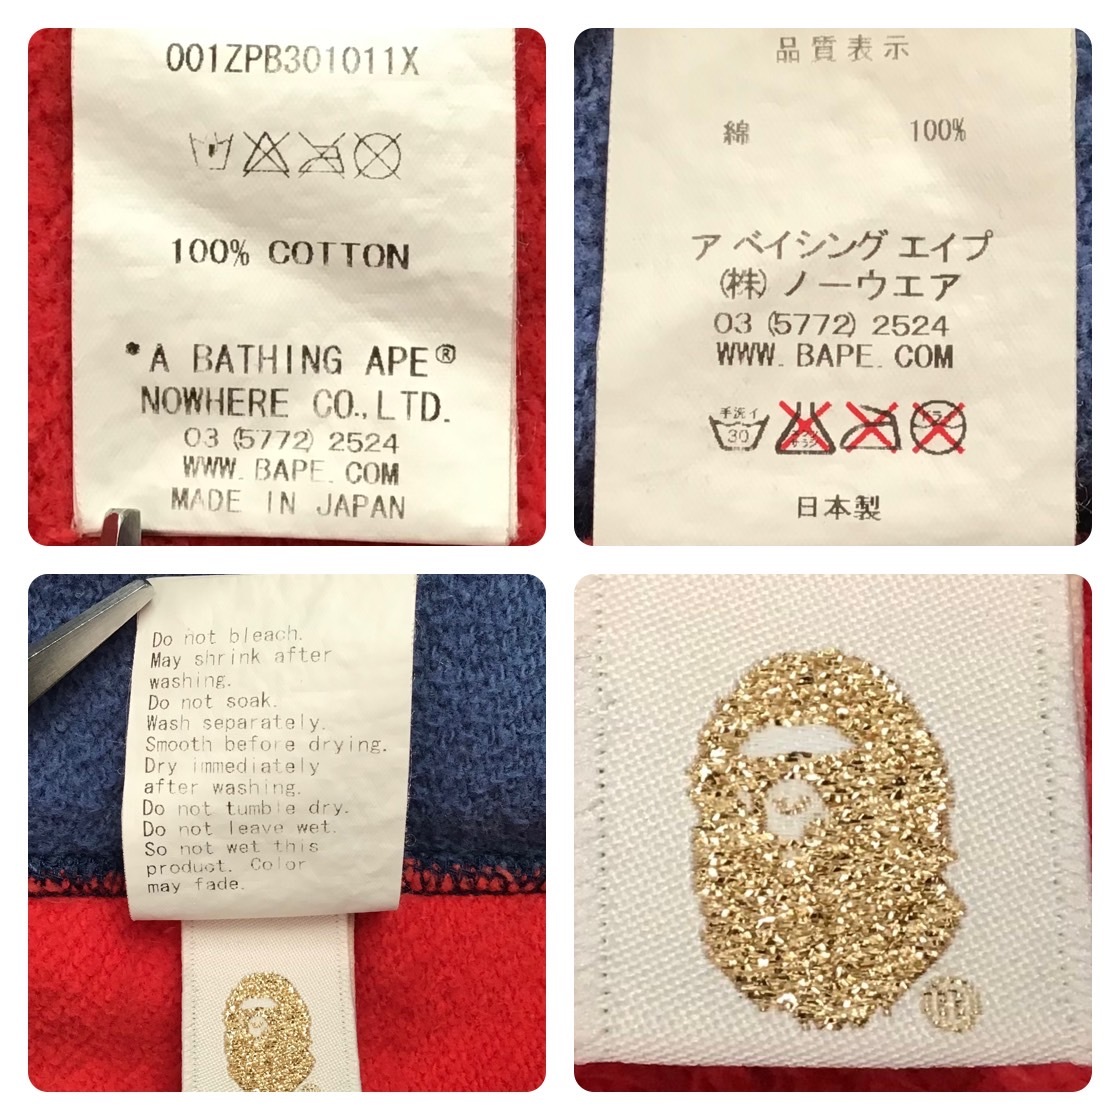 001ZPB301011X
100% COTTON
*A BATHING APE®
NOWHERE CO., LTD.
03 (5772) 2524
WWW. BAPE. COM
MADE IN JAPAN
品質表示
綿 100%
ア ベイシング エイプ
(株) ノーウエア
03 (5772) 2524
WWW. BAPE. COM
手洗イ
30
日本製
Do not bleach.
May shrink after
washing.
Do not soak.
Wash separately.
Smooth before drying.
Dry immediately
after washing.
Do not tumble dry.
Do not leave wet.
So not wet this
product. Color
may fade.